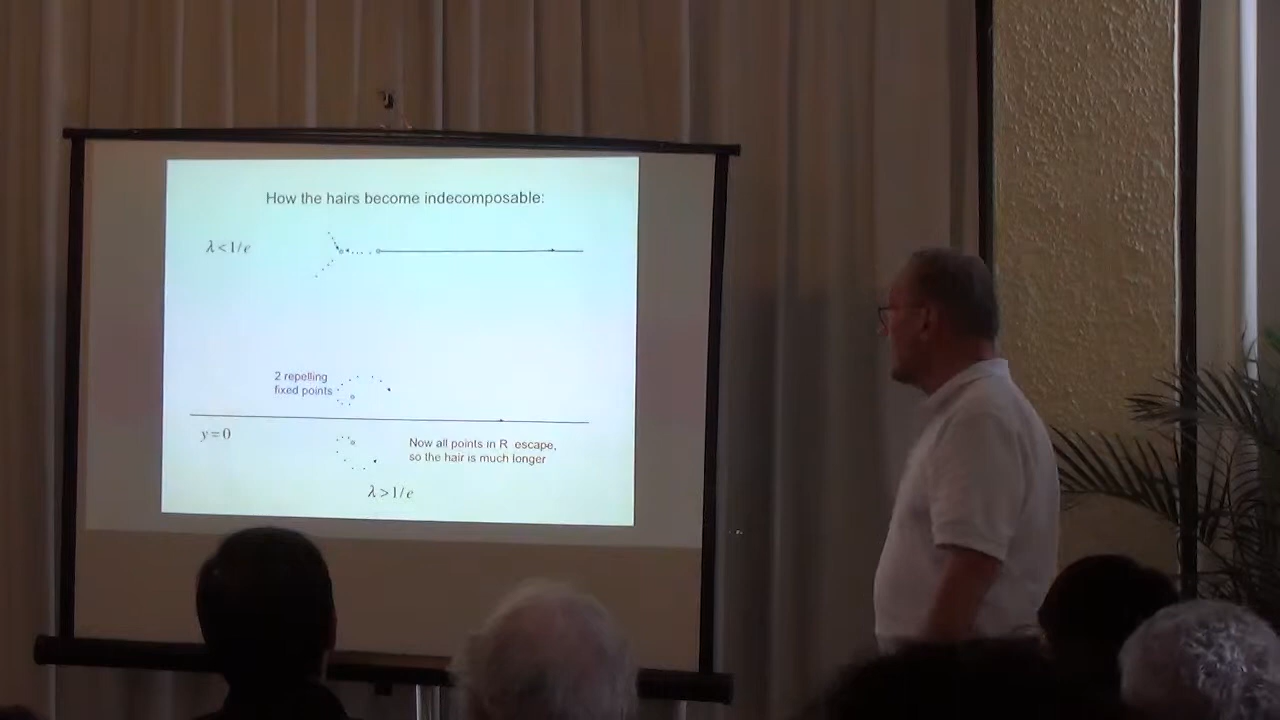 How the hairs become indecomposable:
λ < 1/e
2 repelling
fixed points
y = 0
Now all points in R escape,
so the hair is much longer
λ > 1/e